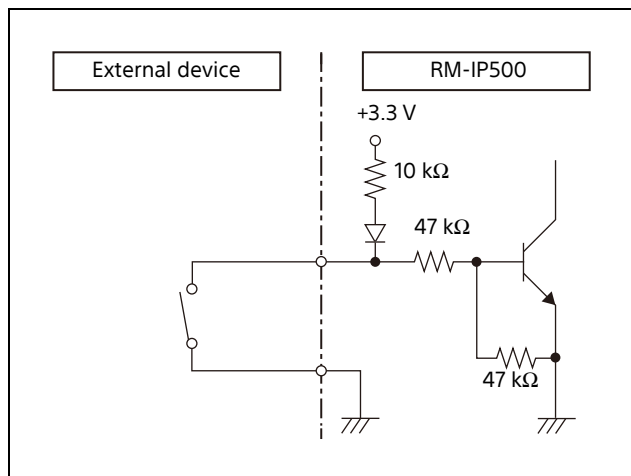 External device
RM-IP500
+3.3 V
10 kΩ
47 kΩ
47 kΩ